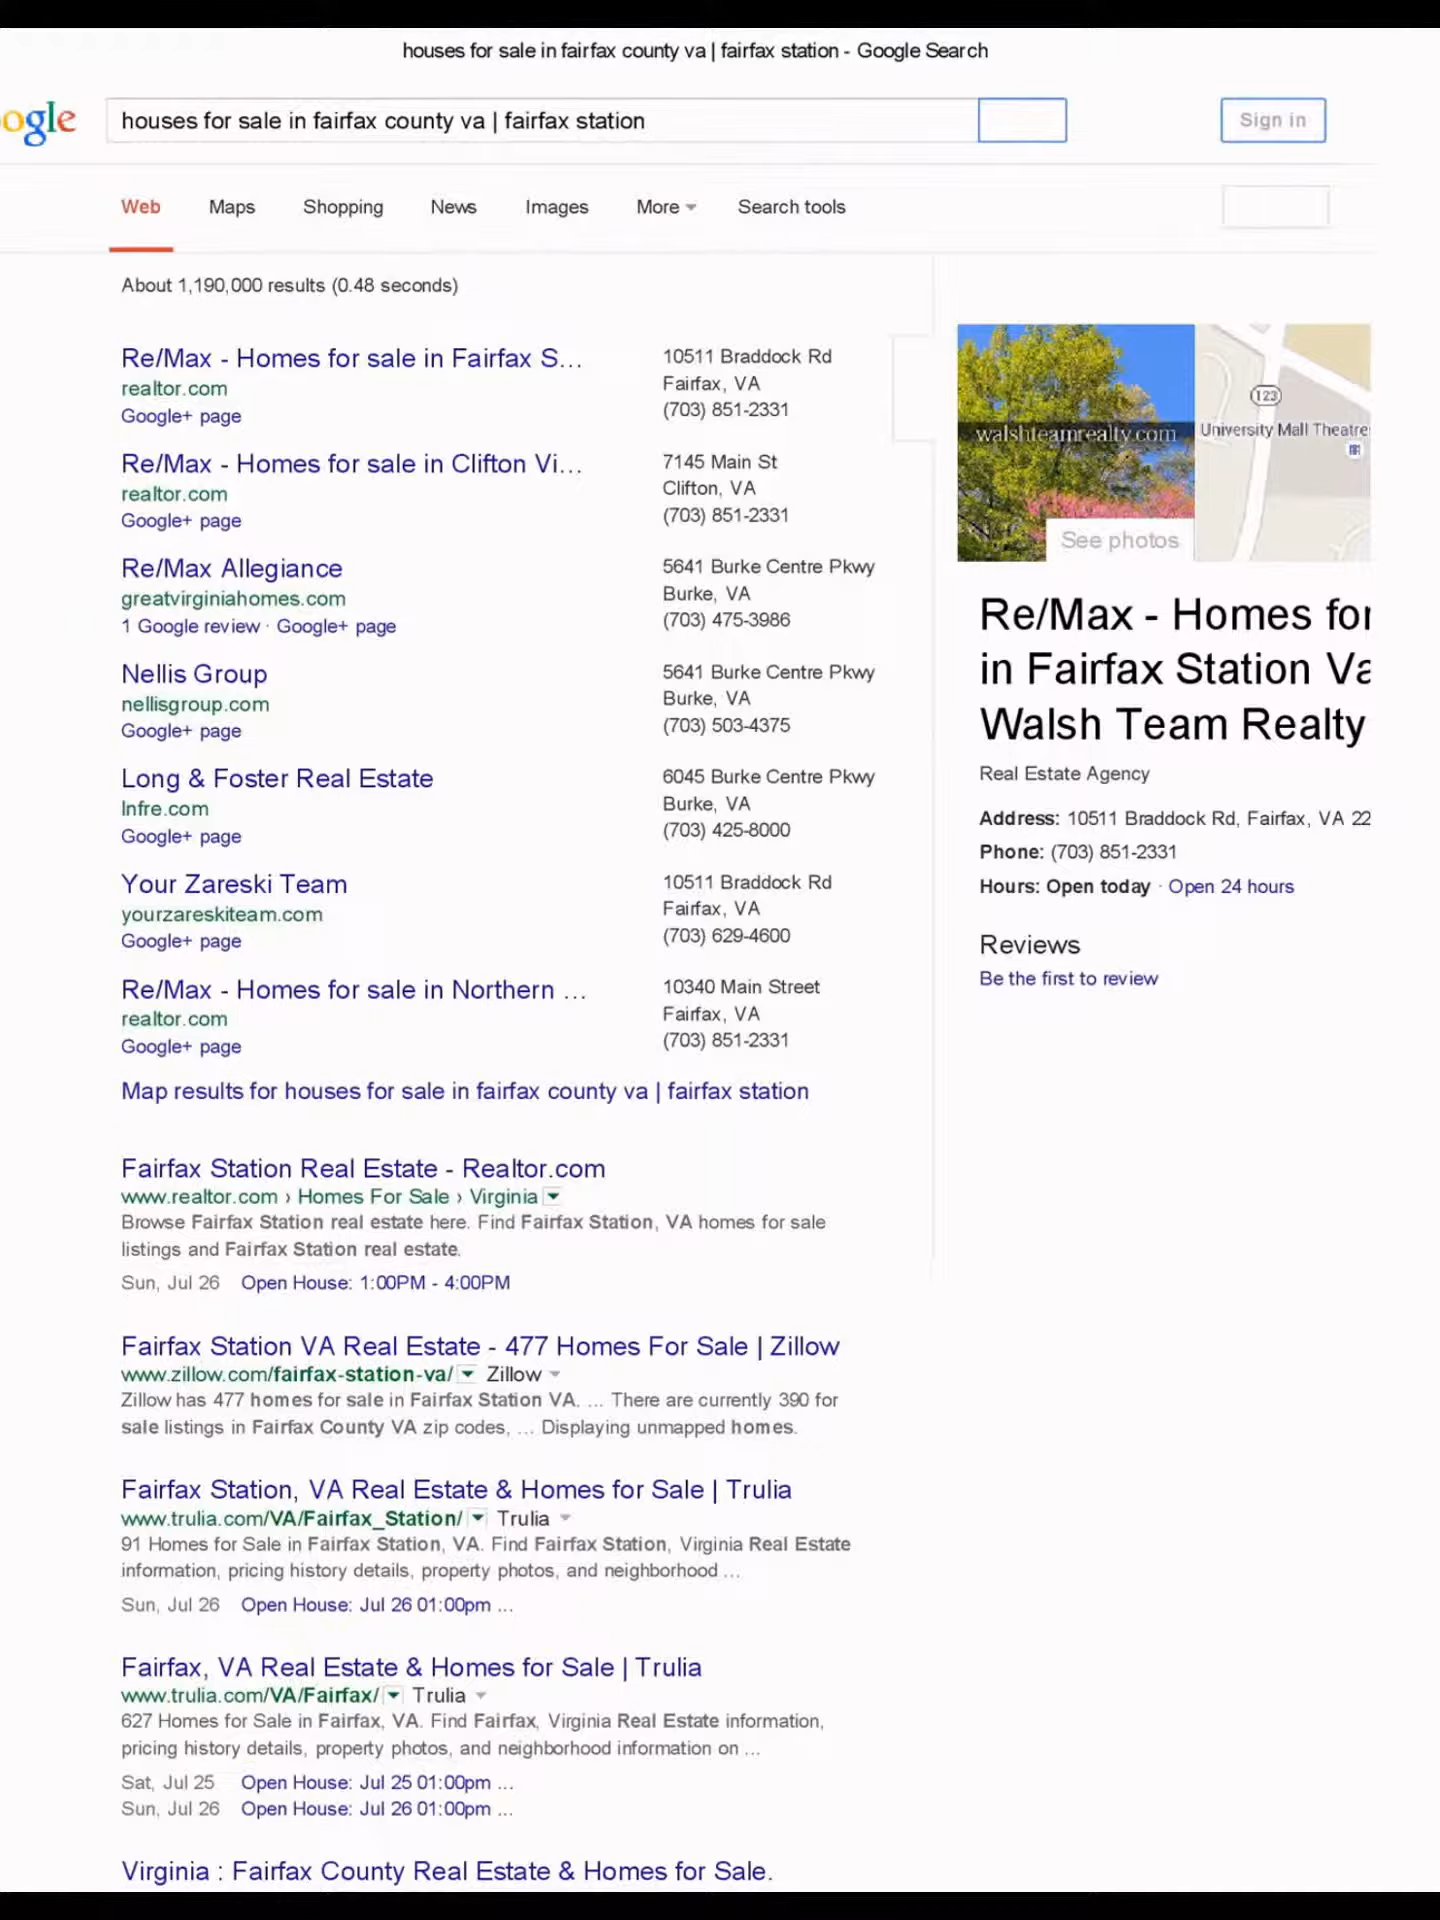 houses for sale in fairfax county va | fairfax station - Google Search
ogle
houses for sale in fairfax county va | fairfax station
Sign in
Web Maps Shopping News Images More Search tools
About 1,190,000 results (0.48 seconds)
Re/Max - Homes for sale in Fairfax S...
realtor.com
Google+ page
10511 Braddock Rd
Fairfax, VA
(703) 851-2331
Re/Max - Homes for sale in Clifton Vi...
realtor.com
Google+ page
7145 Main St
Clifton, VA
(703) 851-2331
Re/Max Allegiance
greatvirginiahomes.com
1 Google review · Google+ page
5641 Burke Centre Pkwy
Burke, VA
(703) 475-3986
Nellis Group
nellisgroup.com
Google+ page
5641 Burke Centre Pkwy
Burke, VA
(703) 503-4375
Long & Foster Real Estate
lnfre.com
Google+ page
6045 Burke Centre Pkwy
Burke, VA
(703) 425-8000
Your Zareski Team
yourzareskiteam.com
Google+ page
10511 Braddock Rd
Fairfax, VA
(703) 629-4600
Re/Max - Homes for sale in Northern ...
realtor.com
Google+ page
10340 Main Street
Fairfax, VA
(703) 851-2331
Map results for houses for sale in fairfax county va | fairfax station
Fairfax Station Real Estate - Realtor.com
www.realtor.com › Homes For Sale › Virginia
Browse Fairfax Station real estate here. Find Fairfax Station, VA homes for sale
listings and Fairfax Station real estate.
Sun, Jul 26 Open House: 1:00PM - 4:00PM
Fairfax Station VA Real Estate - 477 Homes For Sale | Zillow
www.zillow.com/fairfax-station-va/ Zillow
Zillow has 477 homes for sale in Fairfax Station VA. ... There are currently 390 for
sale listings in Fairfax County VA zip codes, ... Displaying unmapped homes.
Fairfax Station, VA Real Estate & Homes for Sale | Trulia
www.trulia.com/VA/Fairfax_Station/ Trulia
91 Homes for Sale in Fairfax Station, VA. Find Fairfax Station, Virginia Real Estate
information, pricing history details, property photos, and neighborhood ...
Sun, Jul 26 Open House: Jul 26 01:00pm ...
Fairfax, VA Real Estate & Homes for Sale | Trulia
www.trulia.com/VA/Fairfax/ Trulia
627 Homes for Sale in Fairfax, VA. Find Fairfax, Virginia Real Estate information,
pricing history details, property photos, and neighborhood information on ...
Sat, Jul 25 Open House: Jul 25 01:00pm ...
Sun, Jul 26 Open House: Jul 26 01:00pm ...
Virginia : Fairfax County Real Estate & Homes for Sale.
walshteamrealty.com
See photos
123
University Mall Theatre
Re/Max - Homes for
in Fairfax Station Va
Walsh Team Realty
Real Estate Agency
Address: 10511 Braddock Rd, Fairfax, VA 22
Phone: (703) 851-2331
Hours: Open today · Open 24 hours
Reviews
Be the first to review